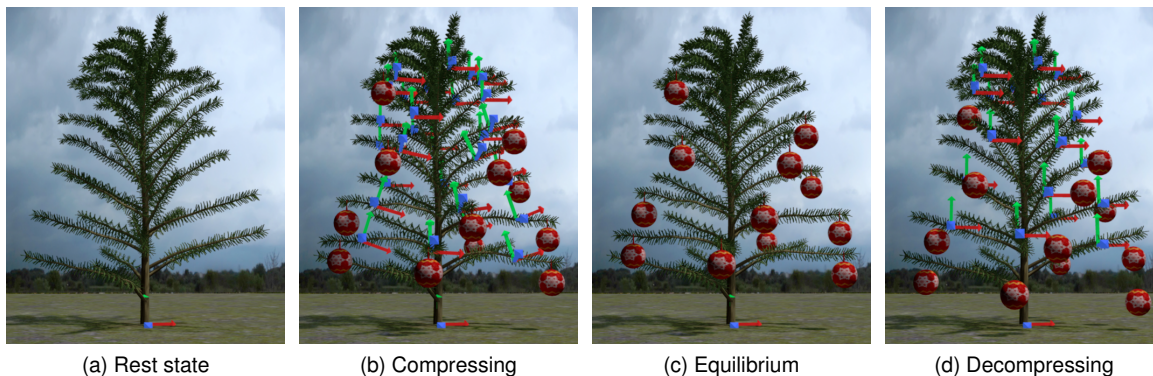 (a) Rest state
(b) Compressing
(c) Equilibrium
(d) Decompressing